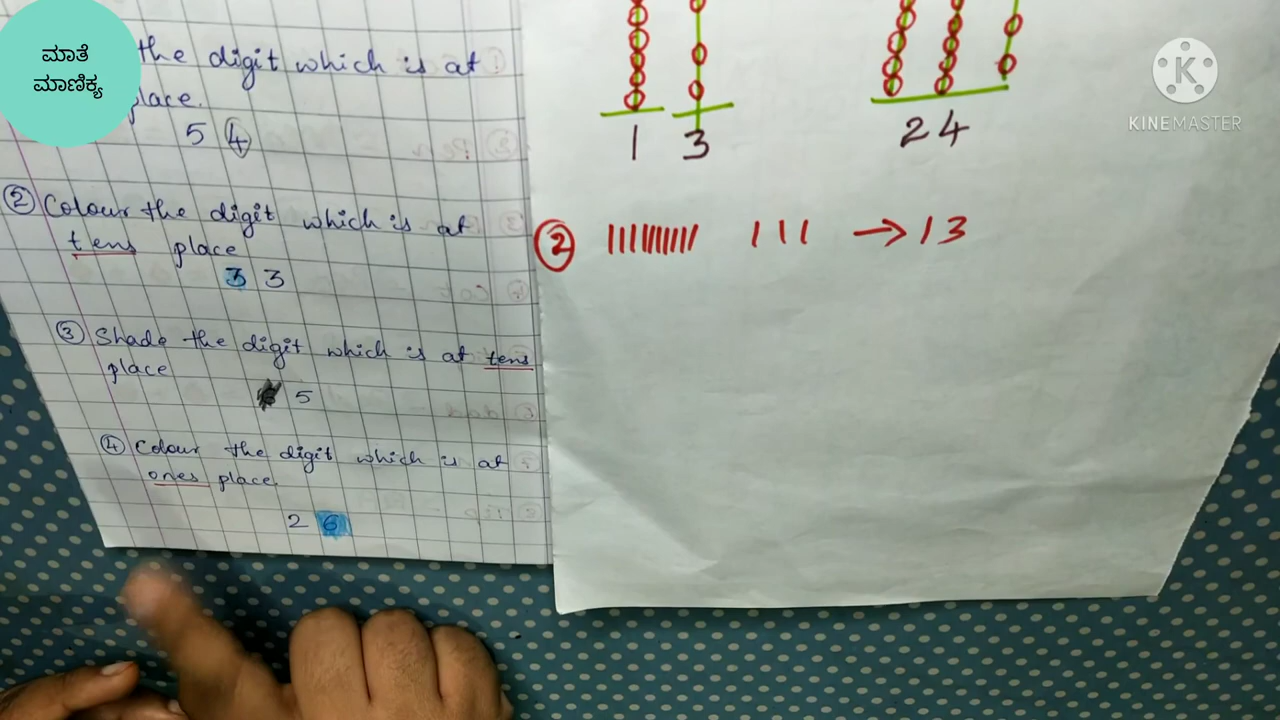 ಮಾತೆ
ಮಾಣಿಕ್ಯ
the digit which is at
place.
5 4
② Colour the digit which is at
tens place
3 3
③ Shade the digit which is at tens
place
5
④ Colour the digit which is at
ones place.
2 6
1 3
24
② ||||||||||   | | |   → 13
KINEMASTER